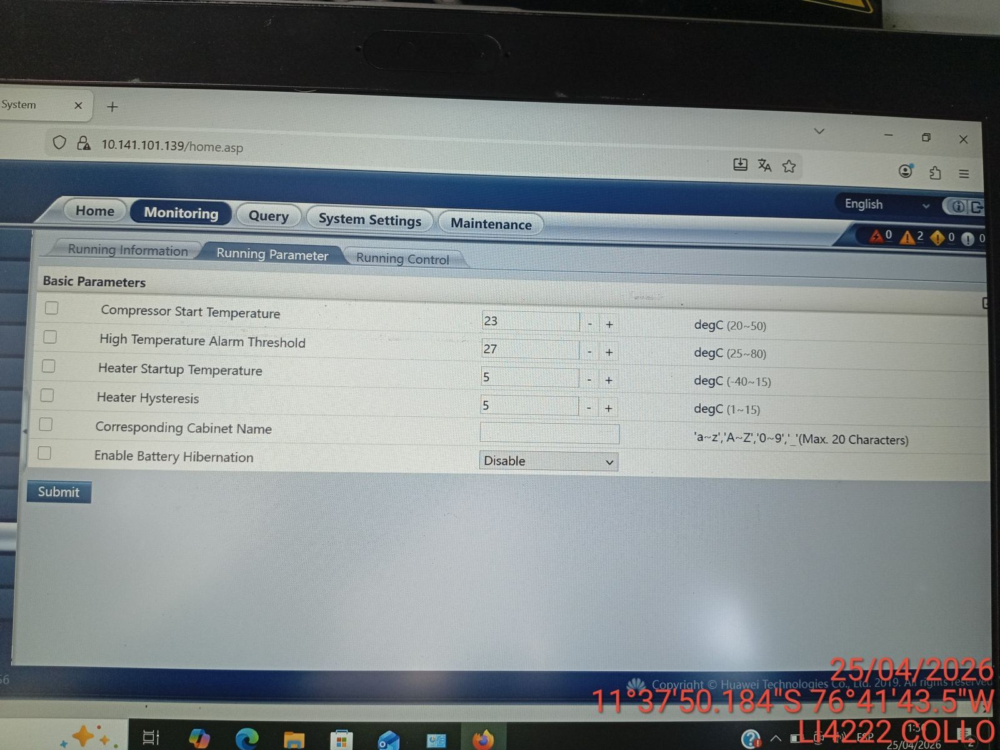 System
10.141.101.139/home.asp
English
Home Monitoring Query System Settings Maintenance
0 2 0 0
Running Information Running Parameter Running Control
Basic Parameters
Compressor Start Temperature 23 - + degC (20~50)
High Temperature Alarm Threshold 27 - + degC (25~80)
Heater Startup Temperature 5 - + degC (-40~15)
Heater Hysteresis 5 - + degC (1~15)
Corresponding Cabinet Name 'a~z','A~Z','0~9','_'(Max. 20 Characters)
Enable Battery Hibernation Disable
Submit
Copyright © Huawei Technologies Co., Ltd. 2019. All rights reserved
25/04/2026
11°37'50.184"S 76°41'43.5"W
LI4222 COLLO
ESP
25/04/2026